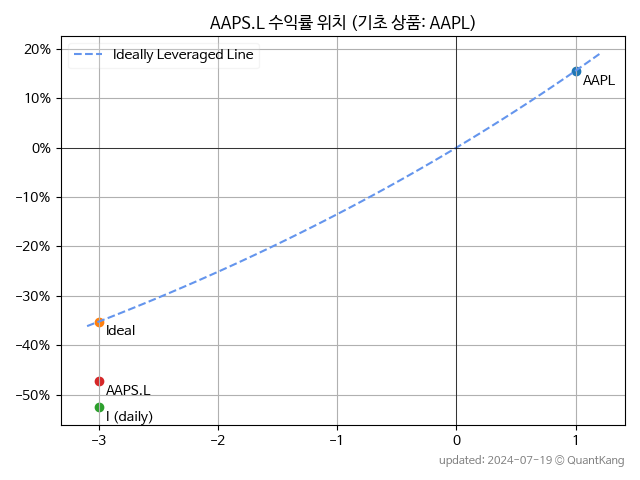 AAPS.L 수익률 위치 (기초 상품: AAPL)
Ideally Leveraged Line
20%
10%
0%
-10%
-20%
-30%
-40%
-50%
AAPL
Ideal
AAPS.L
I (daily)
-3
-2
-1
0
1
updated: 2024-07-19 © QuantKang